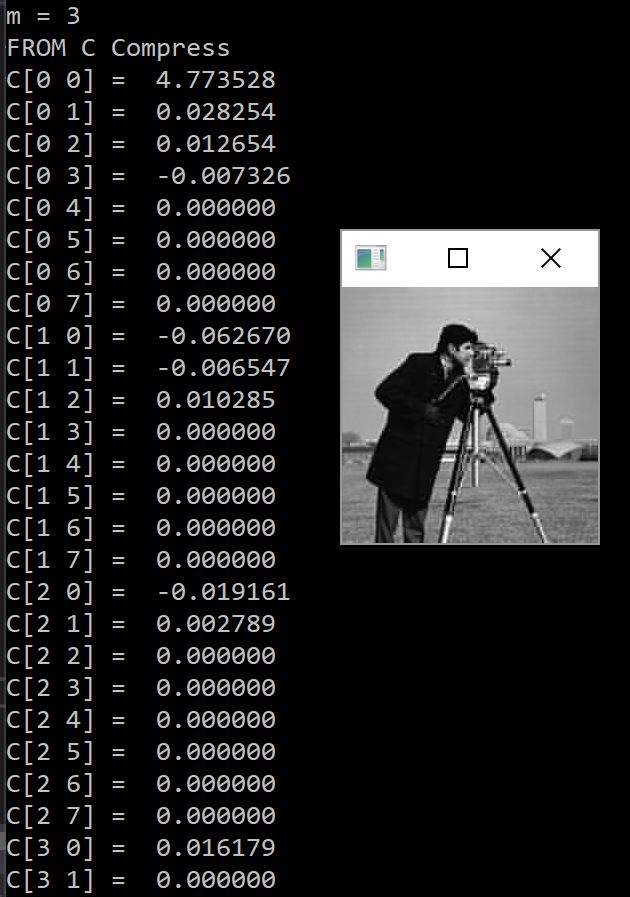 m = 3
FROM C Compress
C[0 0] =  4.773528
C[0 1] =  0.028254
C[0 2] =  0.012654
C[0 3] =  -0.007326
C[0 4] =  0.000000
C[0 5] =  0.000000
C[0 6] =  0.000000
C[0 7] =  0.000000
C[1 0] =  -0.062670
C[1 1] =  -0.006547
C[1 2] =  0.010285
C[1 3] =  0.000000
C[1 4] =  0.000000
C[1 5] =  0.000000
C[1 6] =  0.000000
C[1 7] =  0.000000
C[2 0] =  -0.019161
C[2 1] =  0.002789
C[2 2] =  0.000000
C[2 3] =  0.000000
C[2 4] =  0.000000
C[2 5] =  0.000000
C[2 6] =  0.000000
C[2 7] =  0.000000
C[3 0] =  0.016179
C[3 1] =  0.000000